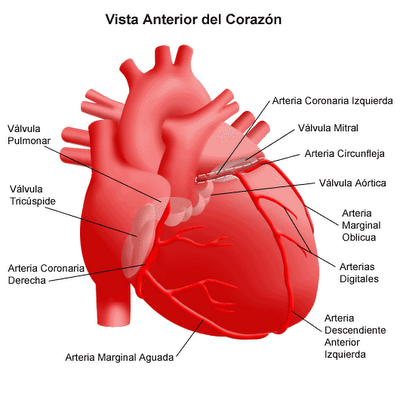 Vista Anterior del Corazón
Arteria Coronaria Izquierda
Válvula Mitral
Arteria Circunfleja
Válvula Aórtica
Arteria
Marginal
Oblicua
Arterias
Digitales
Arteria
Descendiente
Anterior
Izquierda
Válvula
Pulmonar
Válvula
Tricúspide
Arteria Coronaria
Derecha
Arteria Marginal Aguada